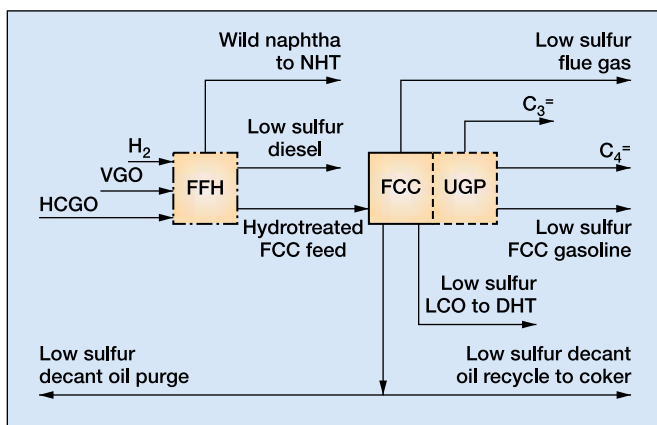 Wild naphtha
to NHT
Low sulfur
flue gas
C₃⁼
H₂
Low sulfur
diesel
C₄⁼
VGO
FFH
FCC
UGP
HCGO
Hydrotreated
FCC feed
Low sulfur
FCC gasoline
Low sulfur
LCO to DHT
Low sulfur
decant oil purge
Low sulfur decant
oil recycle to coker